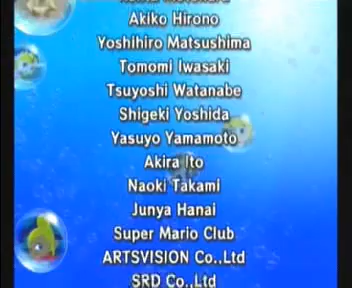 Akiko Hirono
Yoshihiro Matsushima
Tomomi Iwasaki
Tsuyoshi Watanabe
Shigeki Yoshida
Yasuyo Yamamoto
Akira Ito
Naoki Takami
Junya Hanai
Super Mario Club
ARTSVISION Co.,Ltd
SRD Co.,Ltd